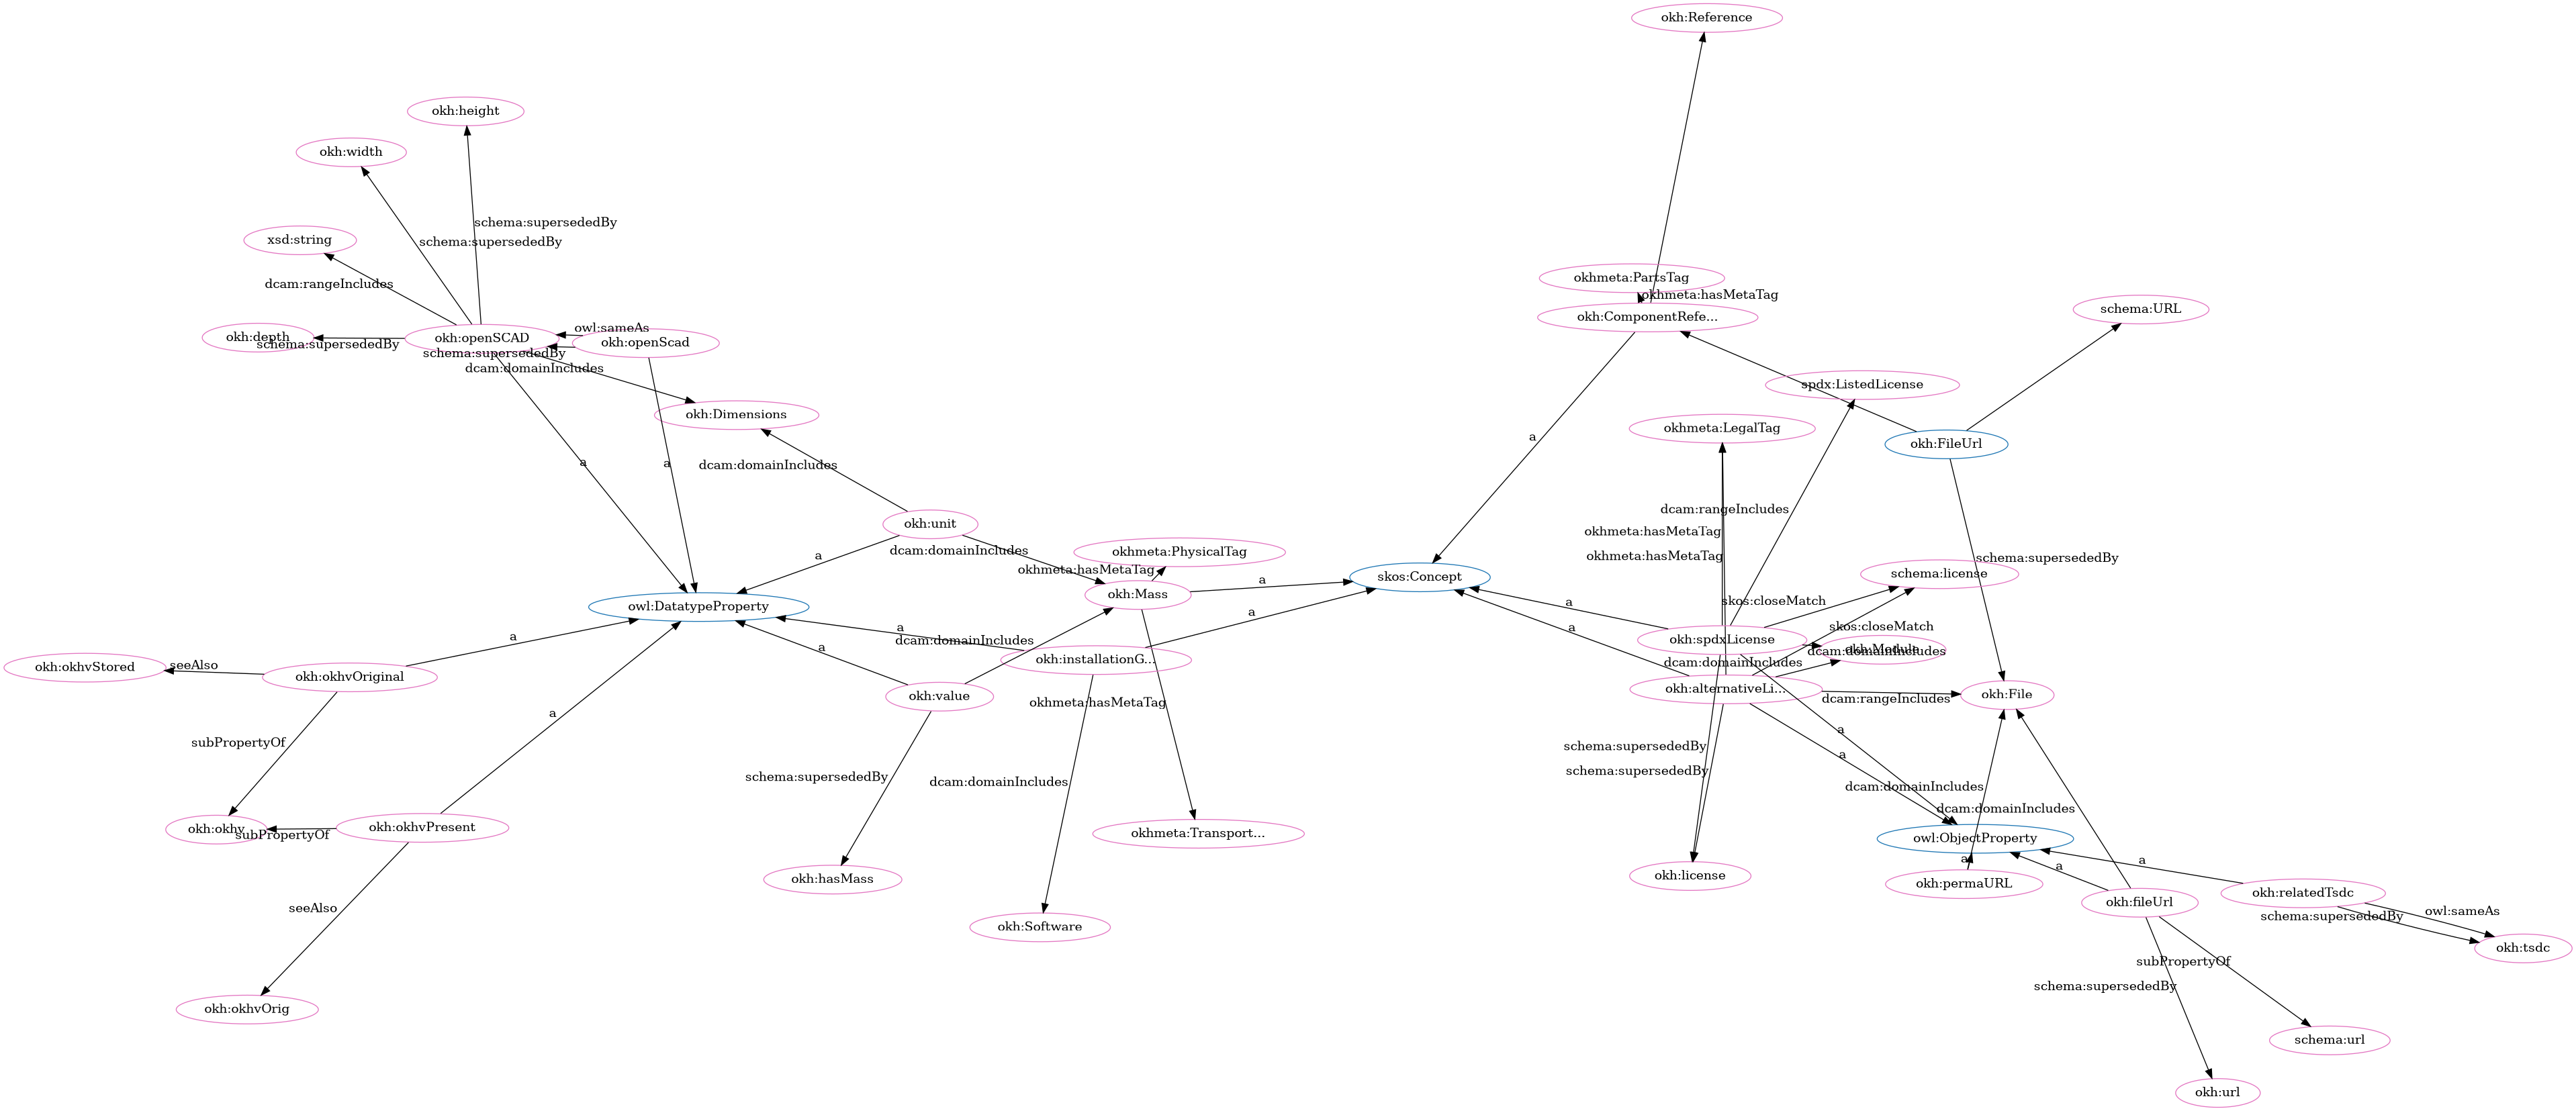 okh:Reference
okh:height
okh:width
schema:supersededBy
xsd:string
schema:supersededBy
okhmeta:PartsTag
dcam:rangeIncludes
okhmeta:hasMetaTag
schema:URL
okh:ComponentRefe...
owl:sameAs
okh:depth
okh:openSCAD
okh:openScad
schema:supersededBy
schema:supersededBy
dcam:domainIncludes
spdx:ListedLicense
okh:Dimensions
okhmeta:LegalTag
a
okh:FileUrl
a
a
dcam:domainIncludes
dcam:rangeIncludes
okh:unit
okhmeta:hasMetaTag
dcam:domainIncludes
okhmeta:PhysicalTag
a
okhmeta:hasMetaTag
schema:supersededBy
okhmeta:hasMetaTag
a
skos:Concept
schema:license
okh:Mass
owl:DatatypeProperty
a
skos:closeMatch
a
a
a
skos:closeMatch
a
dcam:domainIncludes
okh:spdxLicense
a
okh:Module
dcam:domainIncludes
okh:installationG...
dcam:domainIncludes
okh:okhvStored
seeAlso
okh:okhvOriginal
okh:value
okh:alternativeLi...
okh:File
dcam:rangeIncludes
okhmeta:hasMetaTag
a
a
subPropertyOf
schema:supersededBy
a
schema:supersededBy
schema:supersededBy
dcam:domainIncludes
dcam:domainIncludes
dcam:domainIncludes
okh:okhv
okh:okhvPresent
subPropertyOf
okhmeta:Transport...
owl:ObjectProperty
a
a
a
okh:hasMass
okh:license
okh:permaURL
okh:relatedTsdc
okh:fileUrl
seeAlso
owl:sameAs
schema:supersededBy
okh:Software
okh:tsdc
subPropertyOf
schema:supersededBy
okh:okhvOrig
schema:url
okh:url